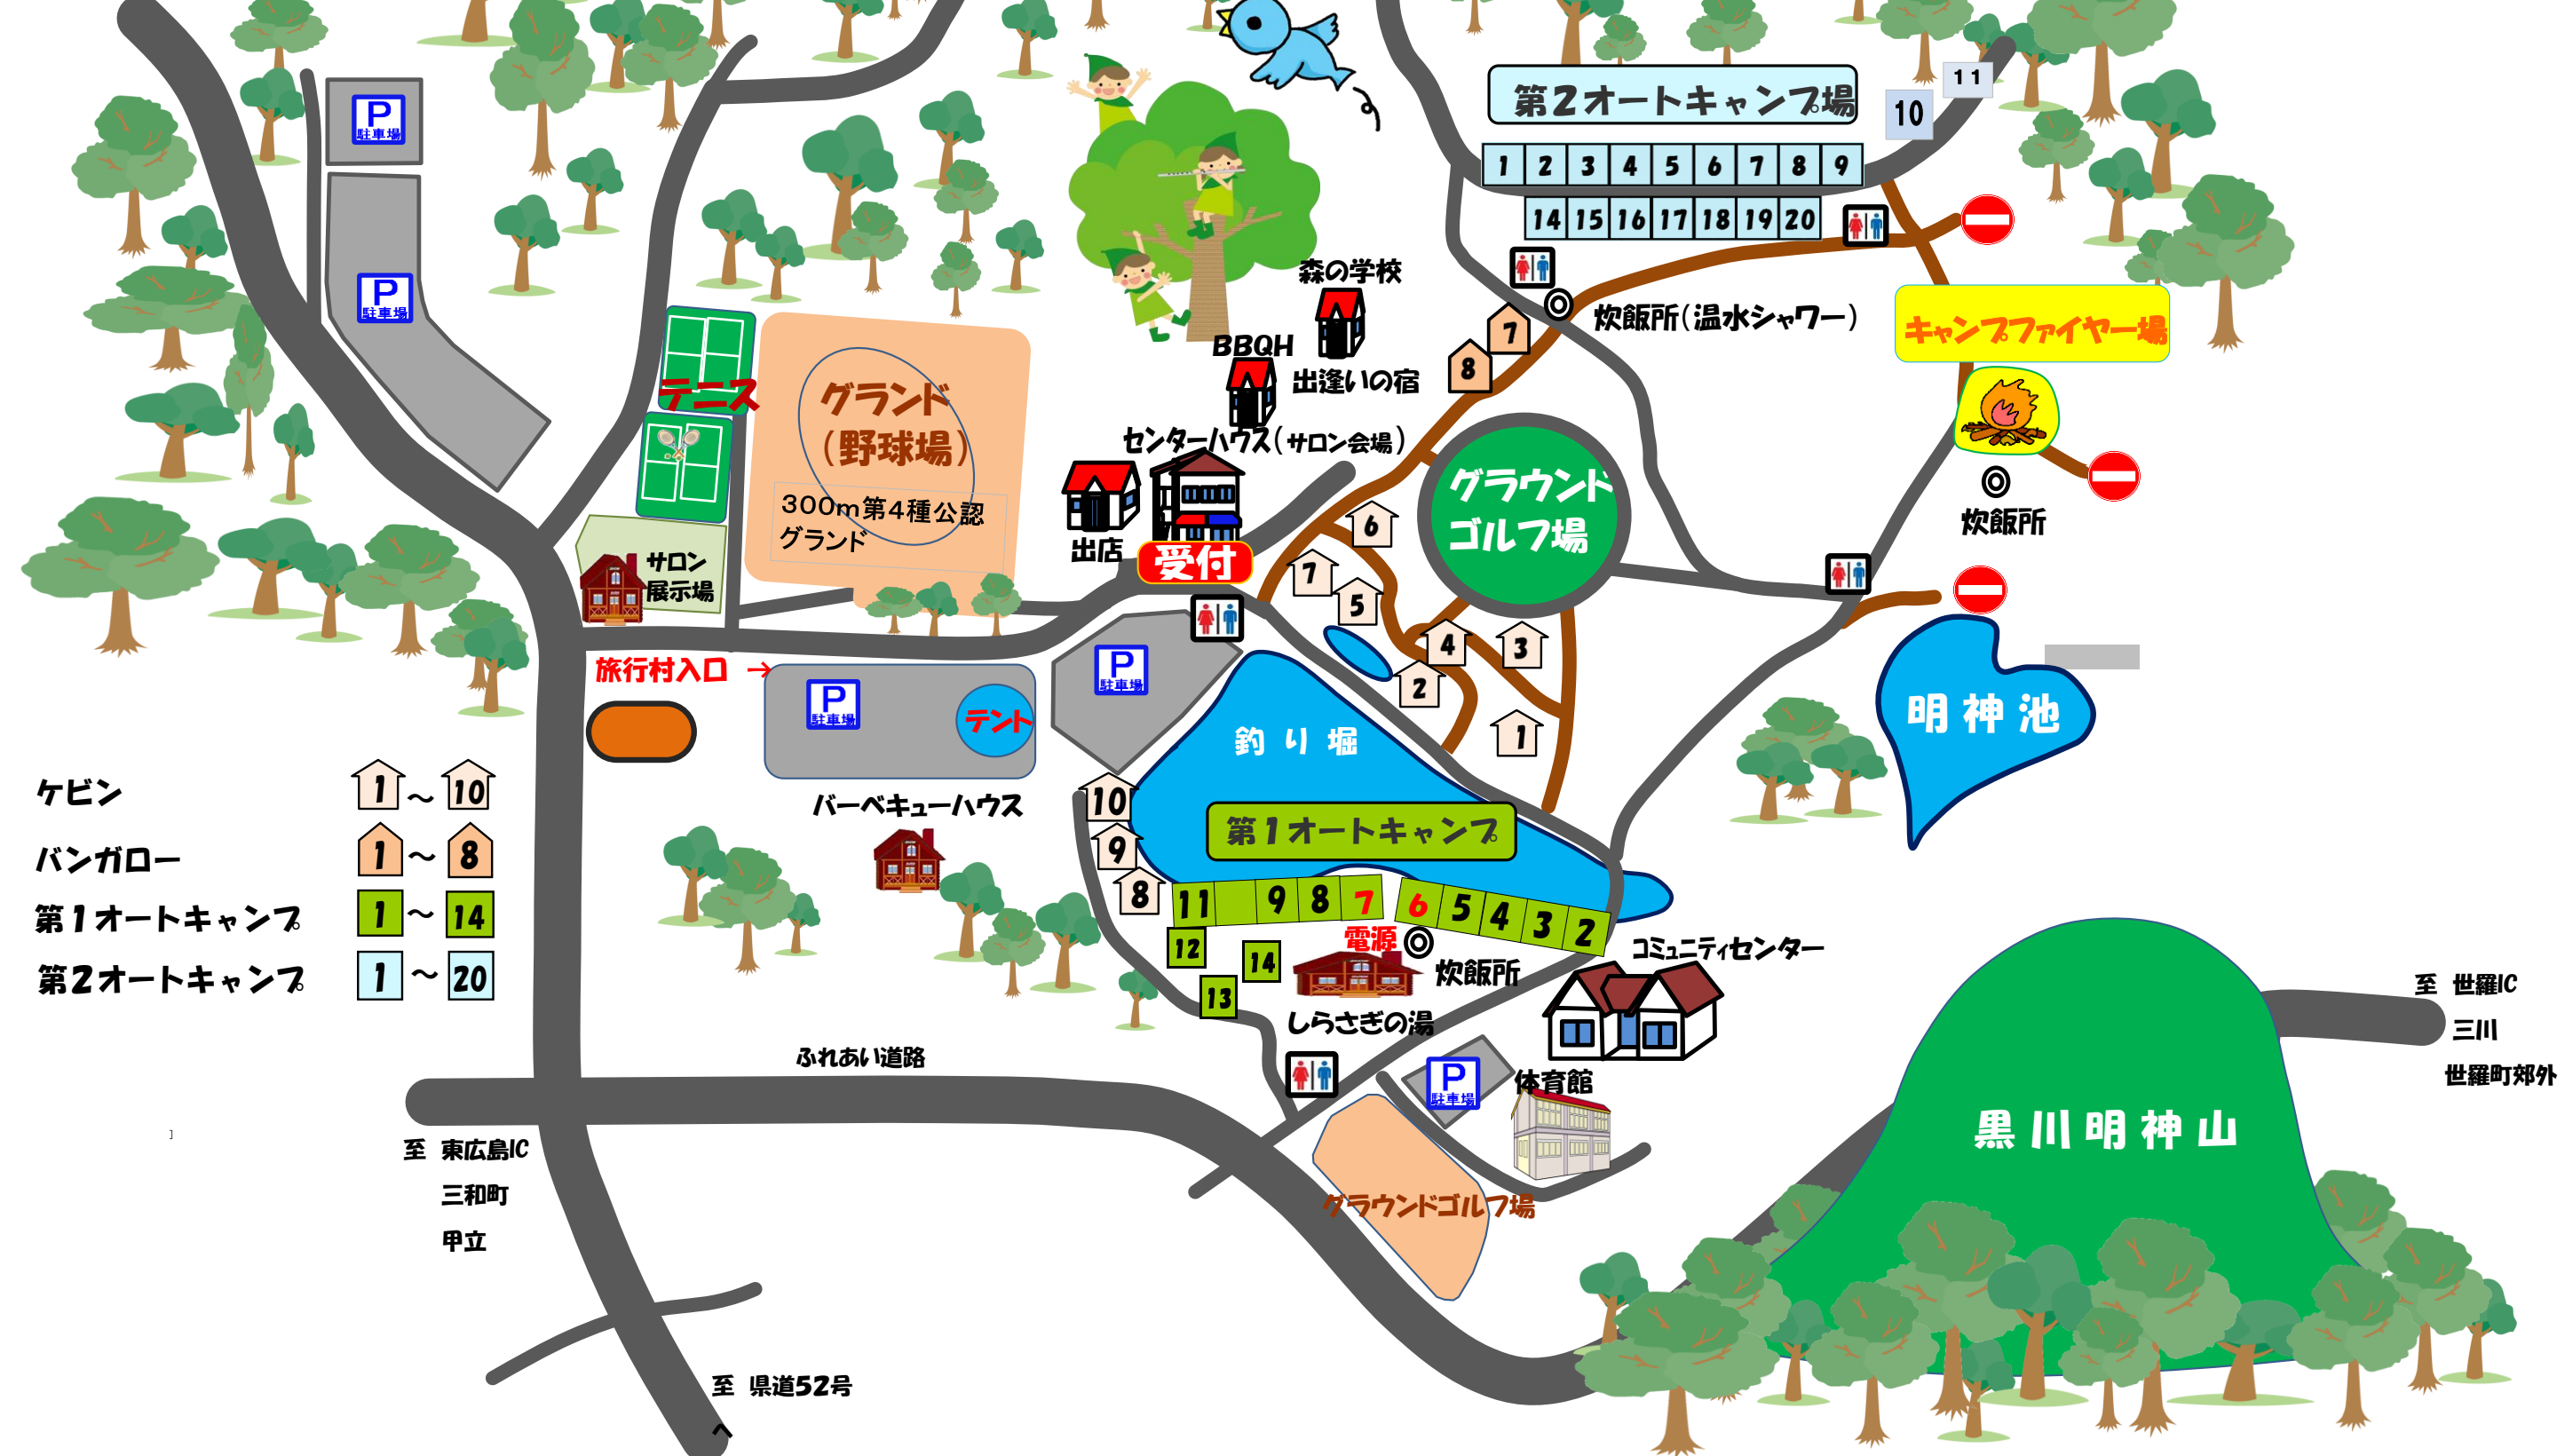 P
駐車場
P
駐車場
第2オートキャンプ場
1 2 3 4 5 6 7 8 9
10
11
14 15 16 17 18 19 20
炊飯所(温水シャワー)
キャンプファイヤー場
炊飯所
森の学校
BBQH
出逢いの宿
7
8
センターハウス(サロン会場)
出店
受付
テニス
グランド
(野球場)
300m第4種公認
グランド
サロン
展示場
グラウンド
ゴルフ場
6
7
5
4
3
2
1
旅行村入口 →
P
駐車場
テント
P
駐車場
釣り堀
明神池
バーベキューハウス
ケビン 1 ～ 10
バンガロー 1 ～ 8
第1オートキャンプ 1 ～ 14
第2オートキャンプ 1 ～ 20
10
9
8
第1オートキャンプ
11 9 8 7 6 5 4 3 2
12
14
13
電源
炊飯所
しらさぎの湯
コミュニティセンター
P
駐車場
体育館
グラウンドゴルフ場
ふれあい道路
至 東広島IC
三和町
甲立
至 世羅IC
三川
世羅町郊外
黒川明神山
至 県道52号
へ
]